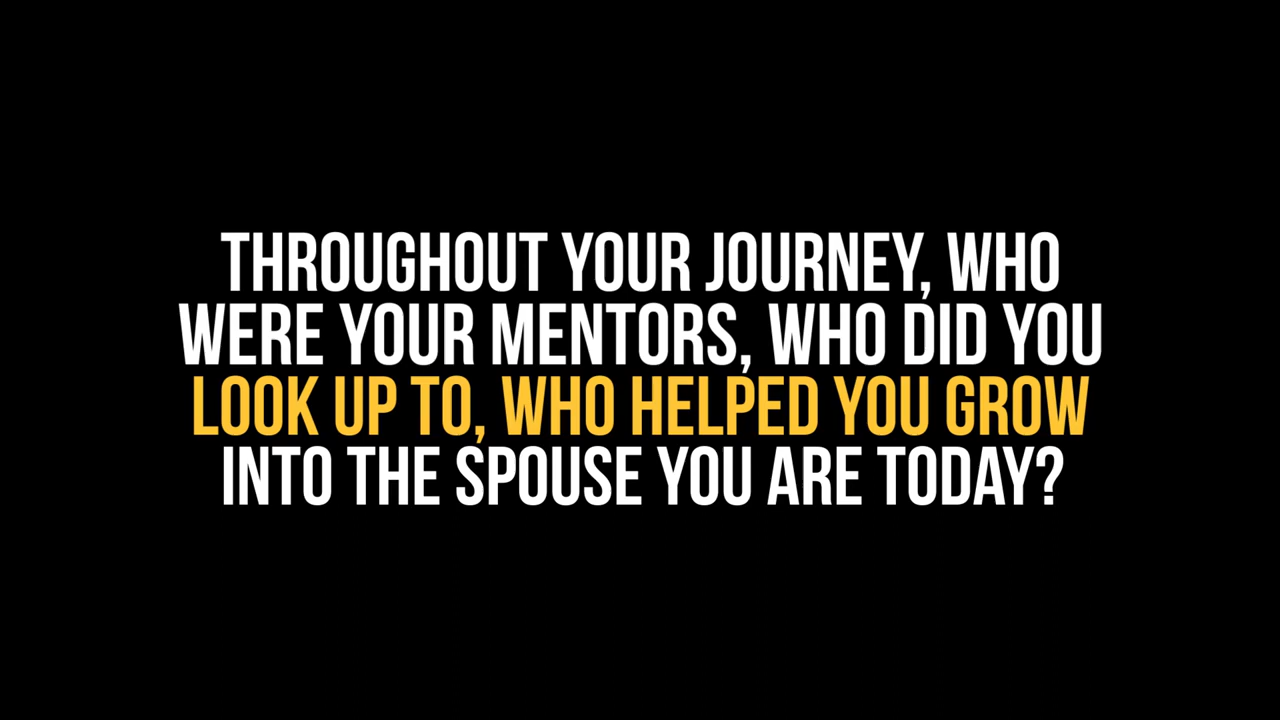 THROUGHOUT YOUR JOURNEY, WHO
WERE YOUR MENTORS, WHO DID YOU
LOOK UP TO, WHO HELPED YOU GROW
INTO THE SPOUSE YOU ARE TODAY?